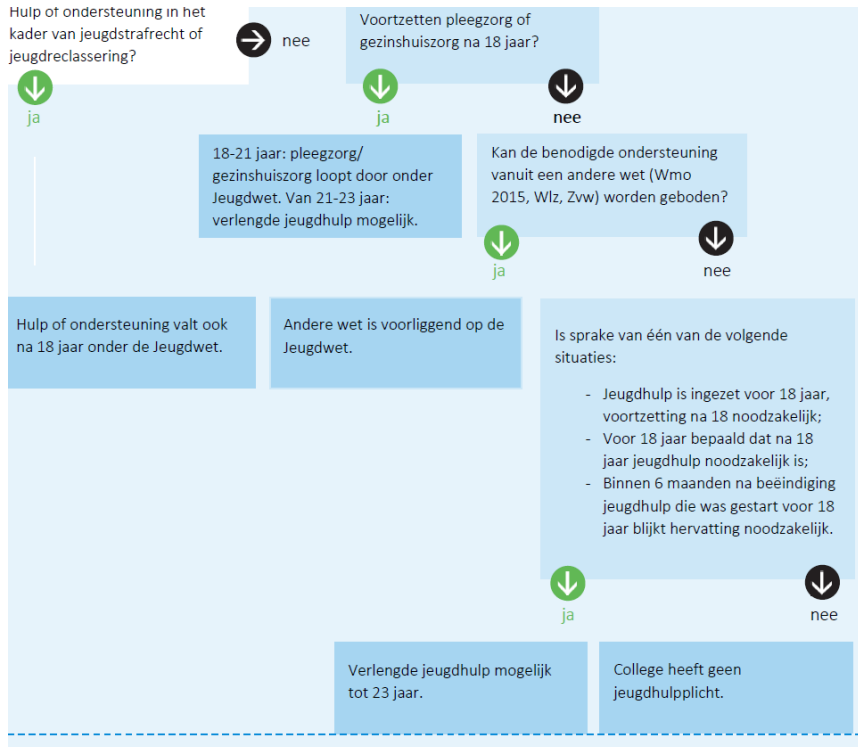 Hulp of ondersteuning in het
kader van jeugdstrafrecht of
jeugdreclassering?
nee
Voortzetten pleegzorg of
gezinshuiszorg na 18 jaar?
ja
ja
nee
18-21 jaar: pleegzorg/
gezinshuiszorg loopt door onder
Jeugdwet. Van 21-23 jaar:
verlengde jeugdhulp mogelijk.
Kan de benodigde ondersteuning
vanuit een andere wet (Wmo
2015, Wlz, Zvw) worden geboden?
ja
nee
Hulp of ondersteuning valt ook
na 18 jaar onder de Jeugdwet.
Andere wet is voorliggend op de
Jeugdwet.
Is sprake van één van de volgende
situaties:
- Jeugdhulp is ingezet voor 18 jaar,
voortzetting na 18 noodzakelijk;
- Voor 18 jaar bepaald dat na 18
jaar jeugdhulp noodzakelijk is;
- Binnen 6 maanden na beëindiging
jeugdhulp die was gestart voor 18
jaar blijkt hervatting noodzakelijk.
ja
nee
Verlengde jeugdhulp mogelijk
tot 23 jaar.
College heeft geen
jeugdhulpplicht.